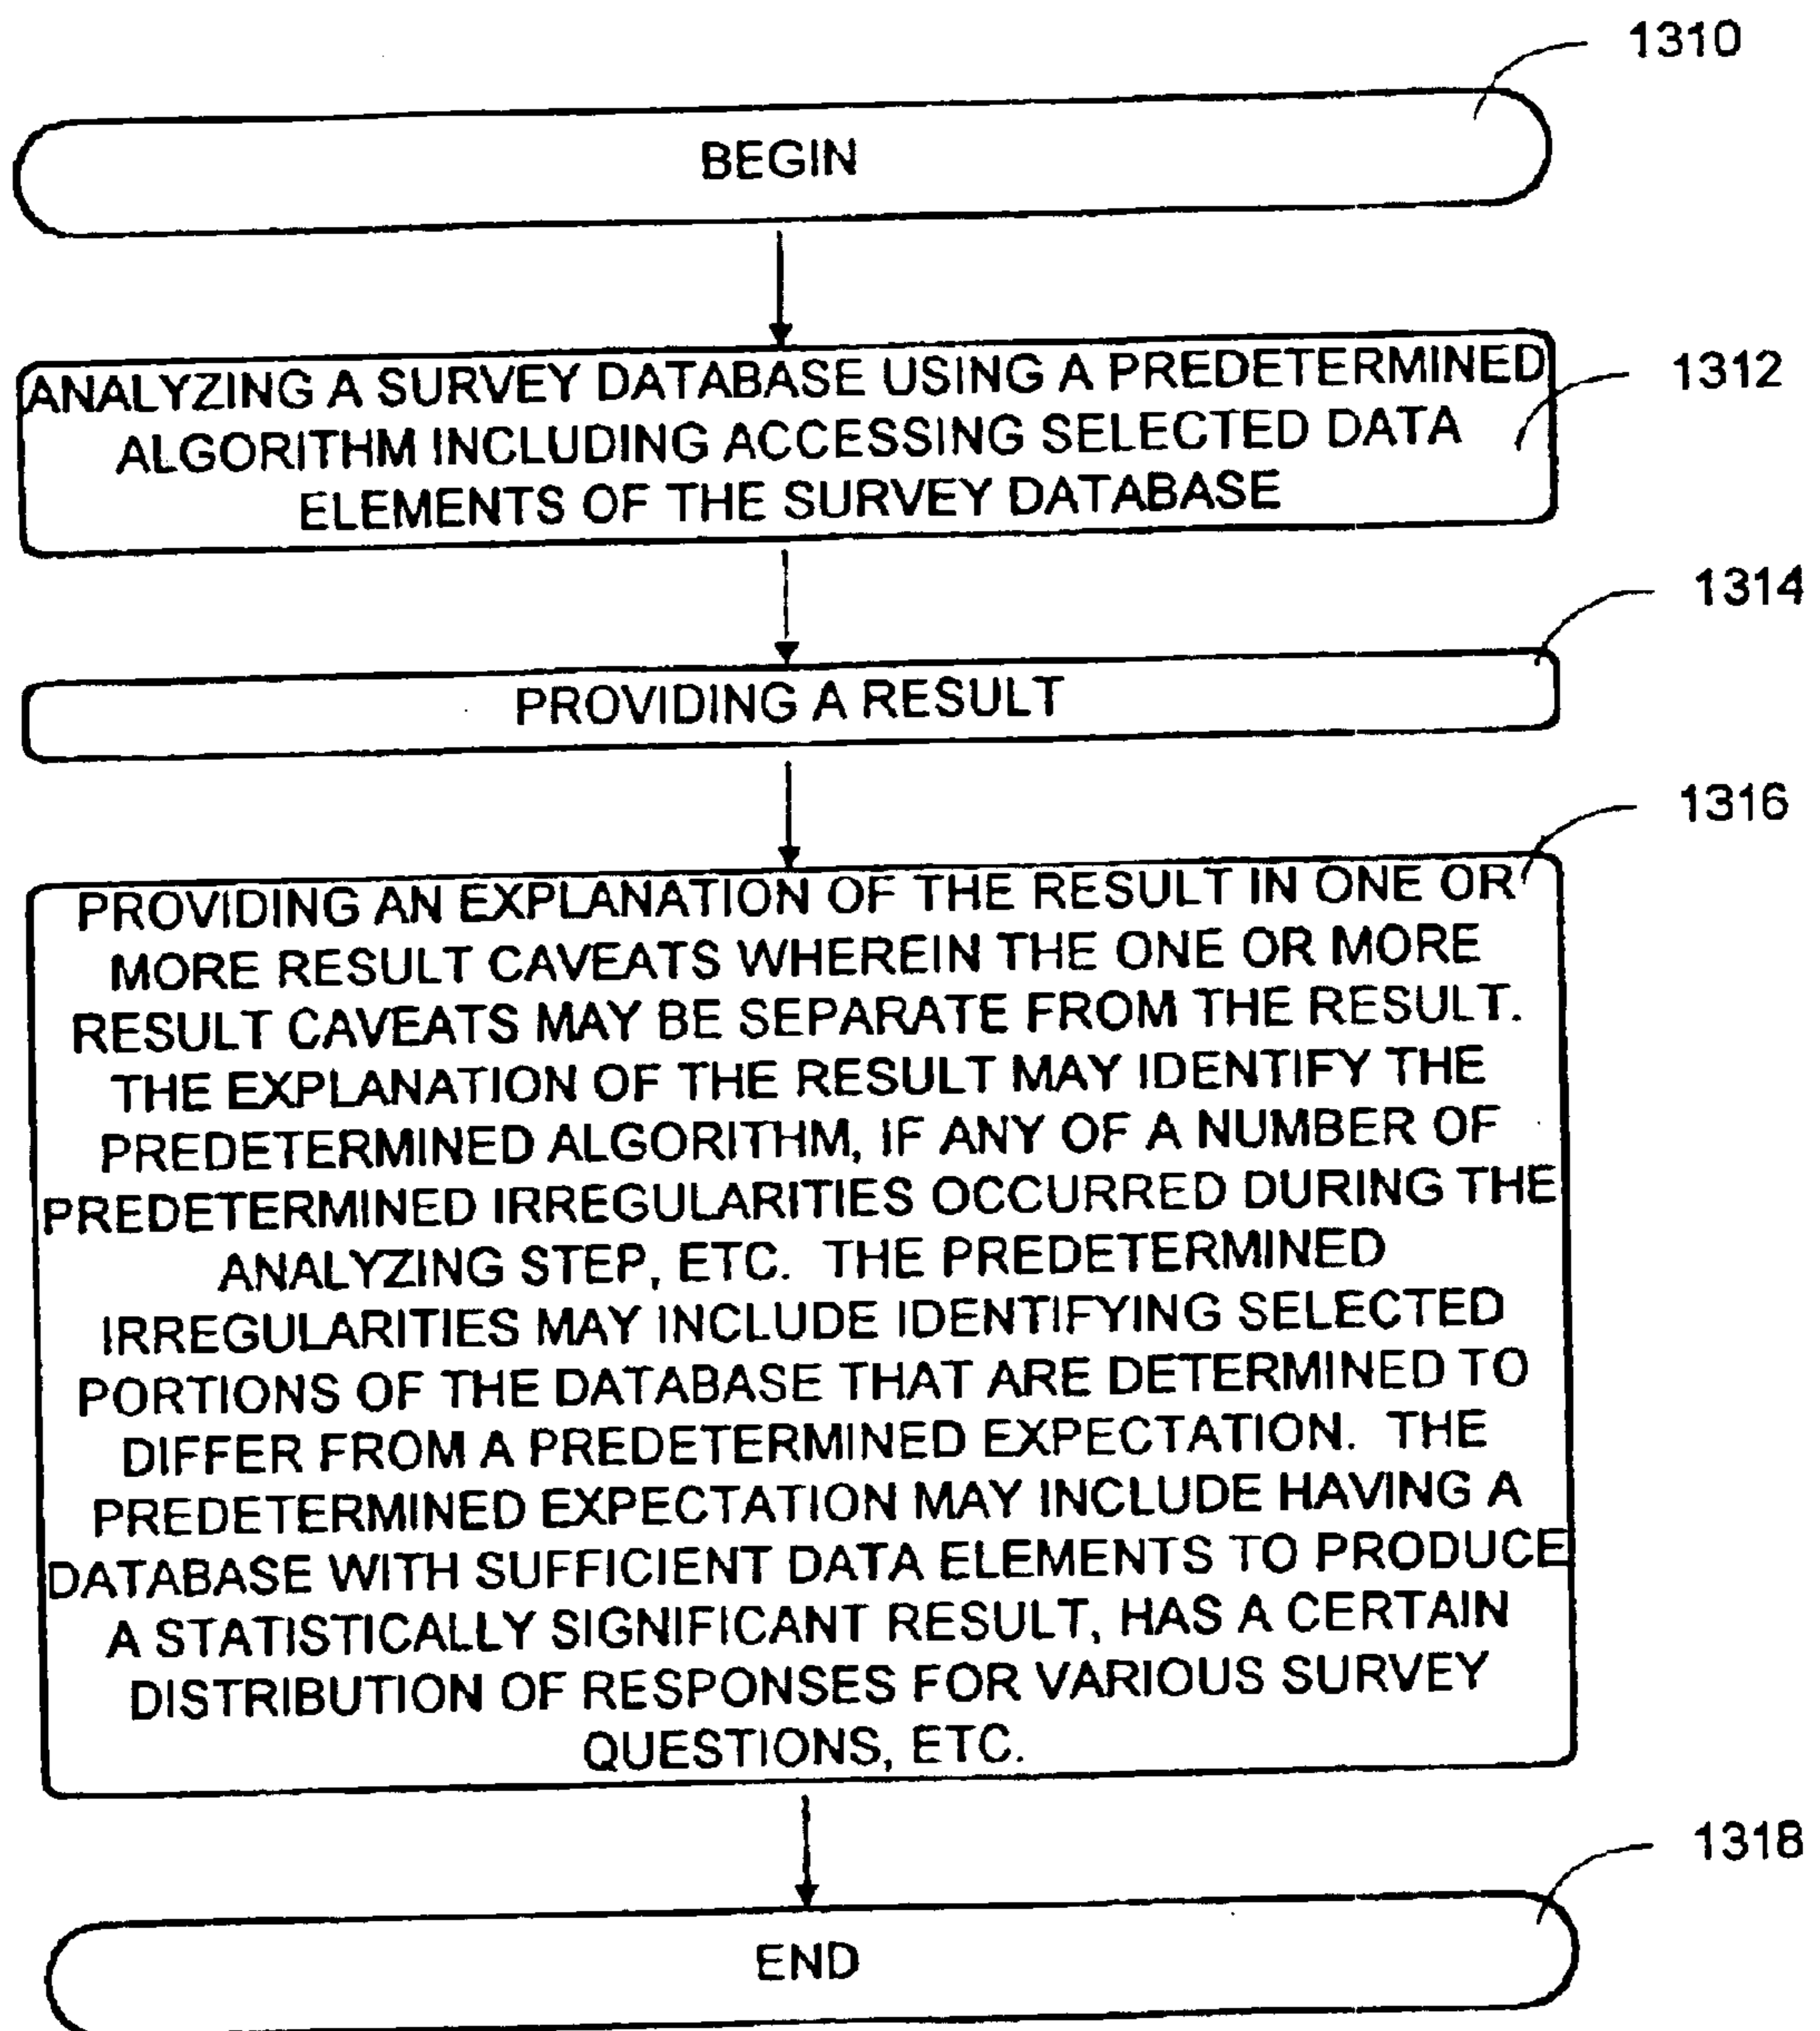 1310
BEGIN
ANALYZING A SURVEY DATABASE USING A PREDETERMINED
ALGORITHM INCLUDING ACCESSING SELECTED DATA
ELEMENTS OF THE SURVEY DATABASE
1312
1314
PROVIDING A RESULT
1316
PROVIDING AN EXPLANATION OF THE RESULT IN ONE OR
MORE RESULT CAVEATS WHEREIN THE ONE OR MORE
RESULT CAVEATS MAY BE SEPARATE FROM THE RESULT.
THE EXPLANATION OF THE RESULT MAY IDENTIFY THE
PREDETERMINED ALGORITHM, IF ANY OF A NUMBER OF
PREDETERMINED IRREGULARITIES OCCURRED DURING THE
ANALYZING STEP, ETC. THE PREDETERMINED
IRREGULARITIES MAY INCLUDE IDENTIFYING SELECTED
PORTIONS OF THE DATABASE THAT ARE DETERMINED TO
DIFFER FROM A PREDETERMINED EXPECTATION. THE
PREDETERMINED EXPECTATION MAY INCLUDE HAVING A
DATABASE WITH SUFFICIENT DATA ELEMENTS TO PRODUCE
A STATISTICALLY SIGNIFICANT RESULT, HAS A CERTAIN
DISTRIBUTION OF RESPONSES FOR VARIOUS SURVEY
QUESTIONS, ETC.
1318
END